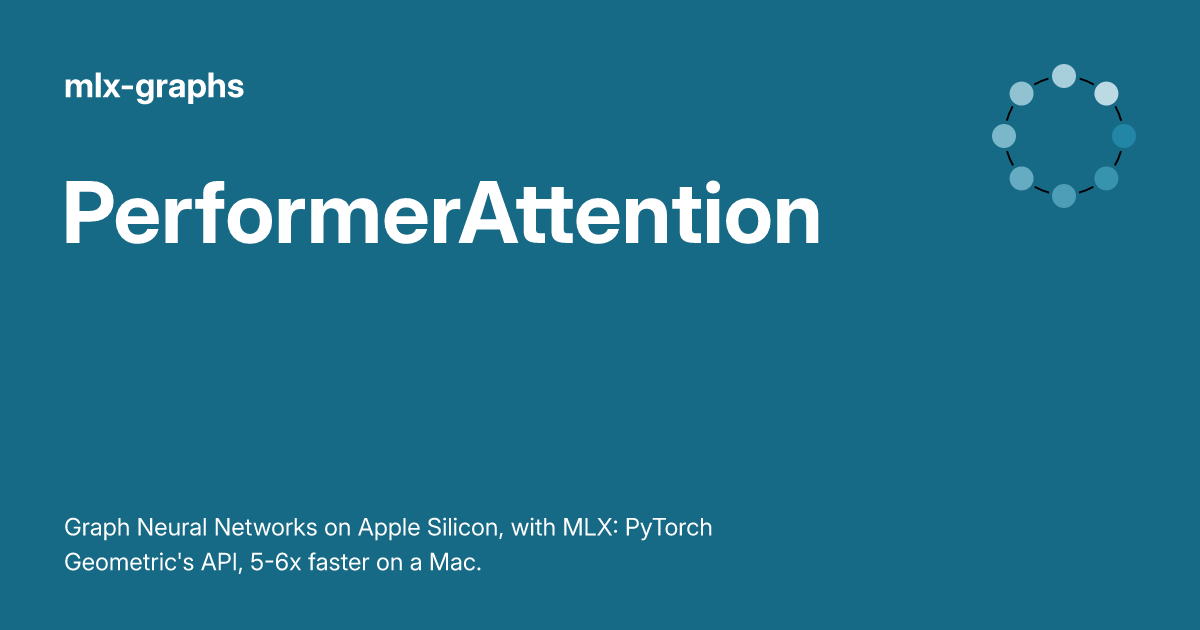 mlx-graphs
PerformerAttention
Graph Neural Networks on Apple Silicon, with MLX: PyTorch
Geometric's API, 5-6x faster on a Mac.